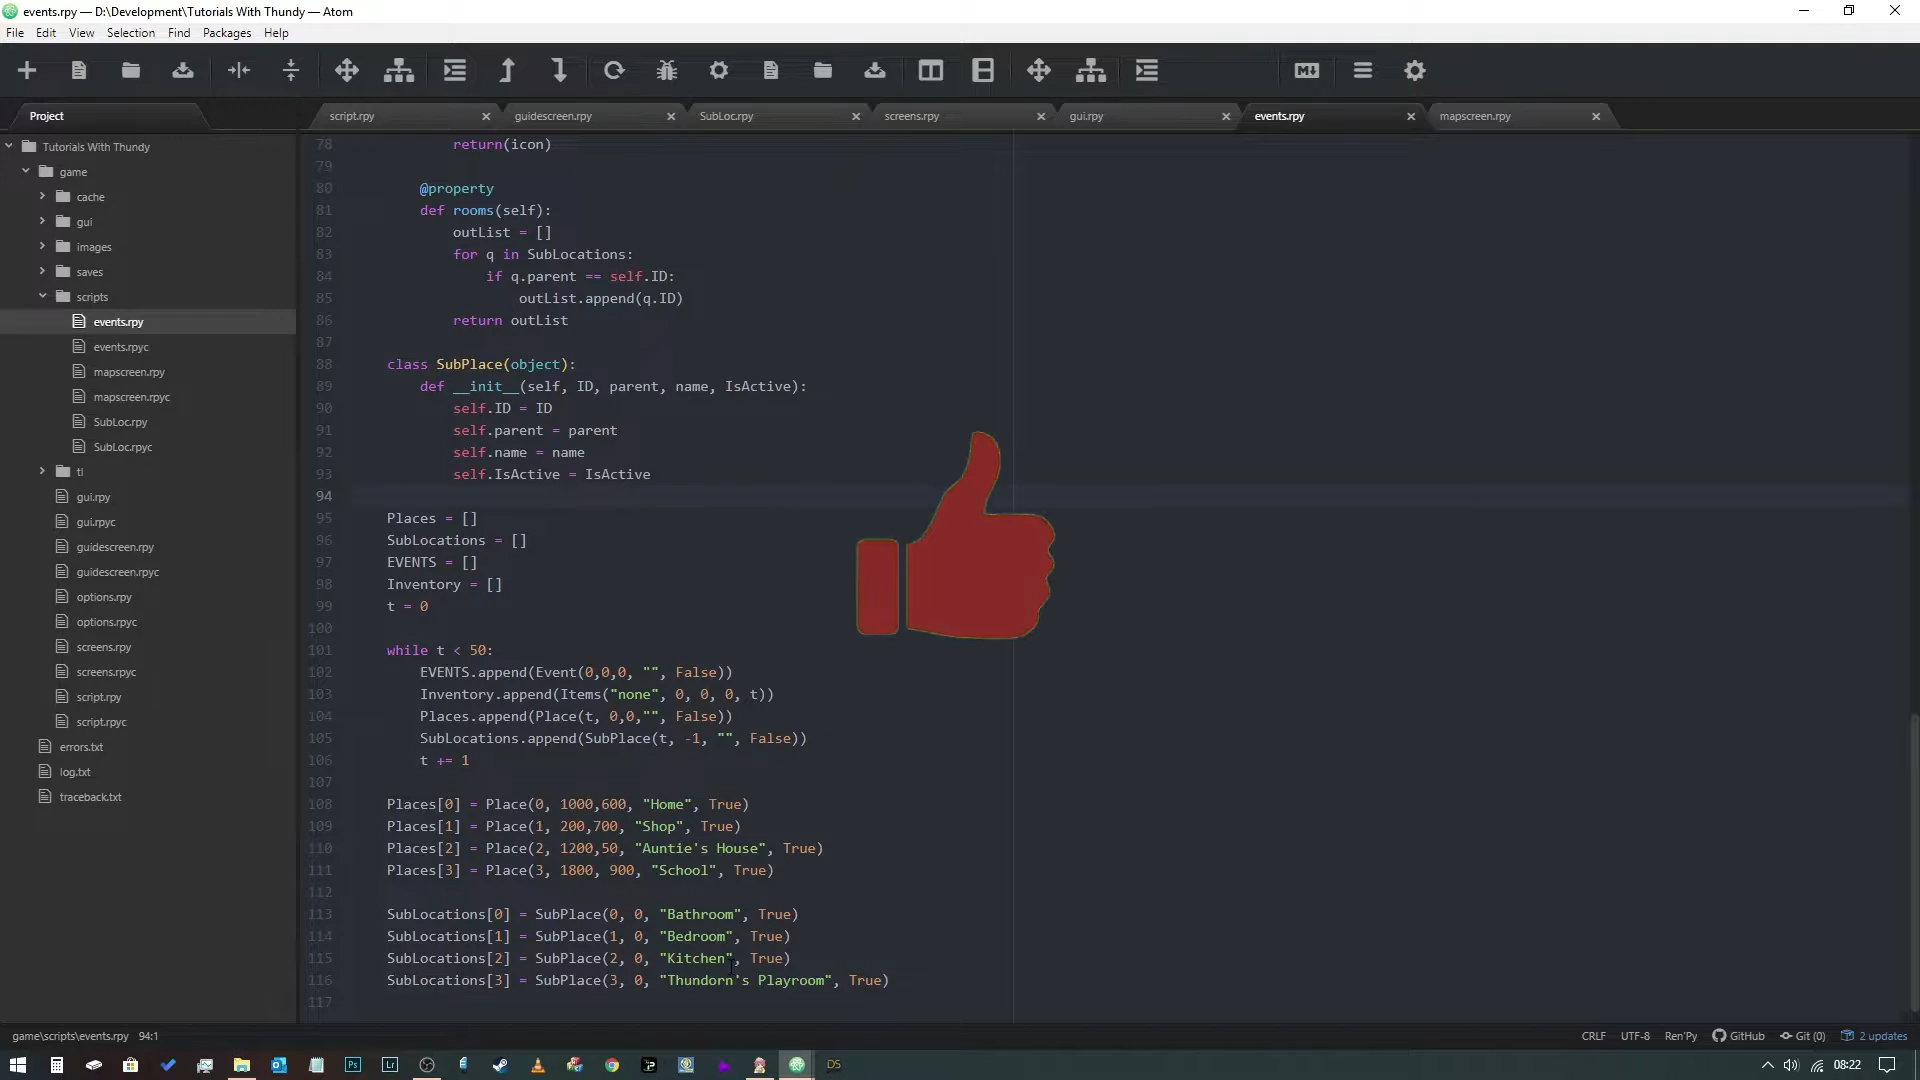 events.rpy — D:\Development\Tutorials With Thundy — Atom
File Edit View Selection Find Packages Help
Project
script.rpy
guidescreen.rpy
SubLoc.rpy
screens.rpy
gui.rpy
events.rpy
mapscreen.rpy
Tutorials With Thundy
game
cache
gui
images
saves
scripts
events.rpy
events.rpyc
mapscreen.rpy
mapscreen.rpyc
SubLoc.rpy
SubLoc.rpyc
tl
gui.rpy
gui.rpyc
guidescreen.rpy
guidescreen.rpyc
options.rpy
options.rpyc
screens.rpy
screens.rpyc
script.rpy
script.rpyc
errors.txt
log.txt
traceback.txt
78 return(icon)
79
80 @property
81 def rooms(self):
82 outList = []
83 for q in SubLocations:
84 if q.parent == self.ID:
85 outList.append(q.ID)
86 return outList
87
88 class SubPlace(object):
89 def __init__(self, ID, parent, name, IsActive):
90 self.ID = ID
91 self.parent = parent
92 self.name = name
93 self.IsActive = IsActive
94
95 Places = []
96 SubLocations = []
97 EVENTS = []
98 Inventory = []
99 t = 0
100
101 while t < 50:
102 EVENTS.append(Event(0,0,0, "", False))
103 Inventory.append(Items("none", 0, 0, 0, t))
104 Places.append(Place(t, 0,0,"", False))
105 SubLocations.append(SubPlace(t, -1, "", False))
106 t += 1
107
108 Places[0] = Place(0, 1000,600, "Home", True)
109 Places[1] = Place(1, 200,700, "Shop", True)
110 Places[2] = Place(2, 1200,50, "Auntie's House", True)
111 Places[3] = Place(3, 1800, 900, "School", True)
112
113 SubLocations[0] = SubPlace(0, 0, "Bathroom", True)
114 SubLocations[1] = SubPlace(1, 0, "Bedroom", True)
115 SubLocations[2] = SubPlace(2, 0, "Kitchen", True)
116 SubLocations[3] = SubPlace(3, 0, "Thundorn's Playroom", True)
117
game\scripts\events.rpy 94:1
CRLF UTF-8 Ren'Py GitHub Git (0) 2 updates
Ps Lr DS 08:22